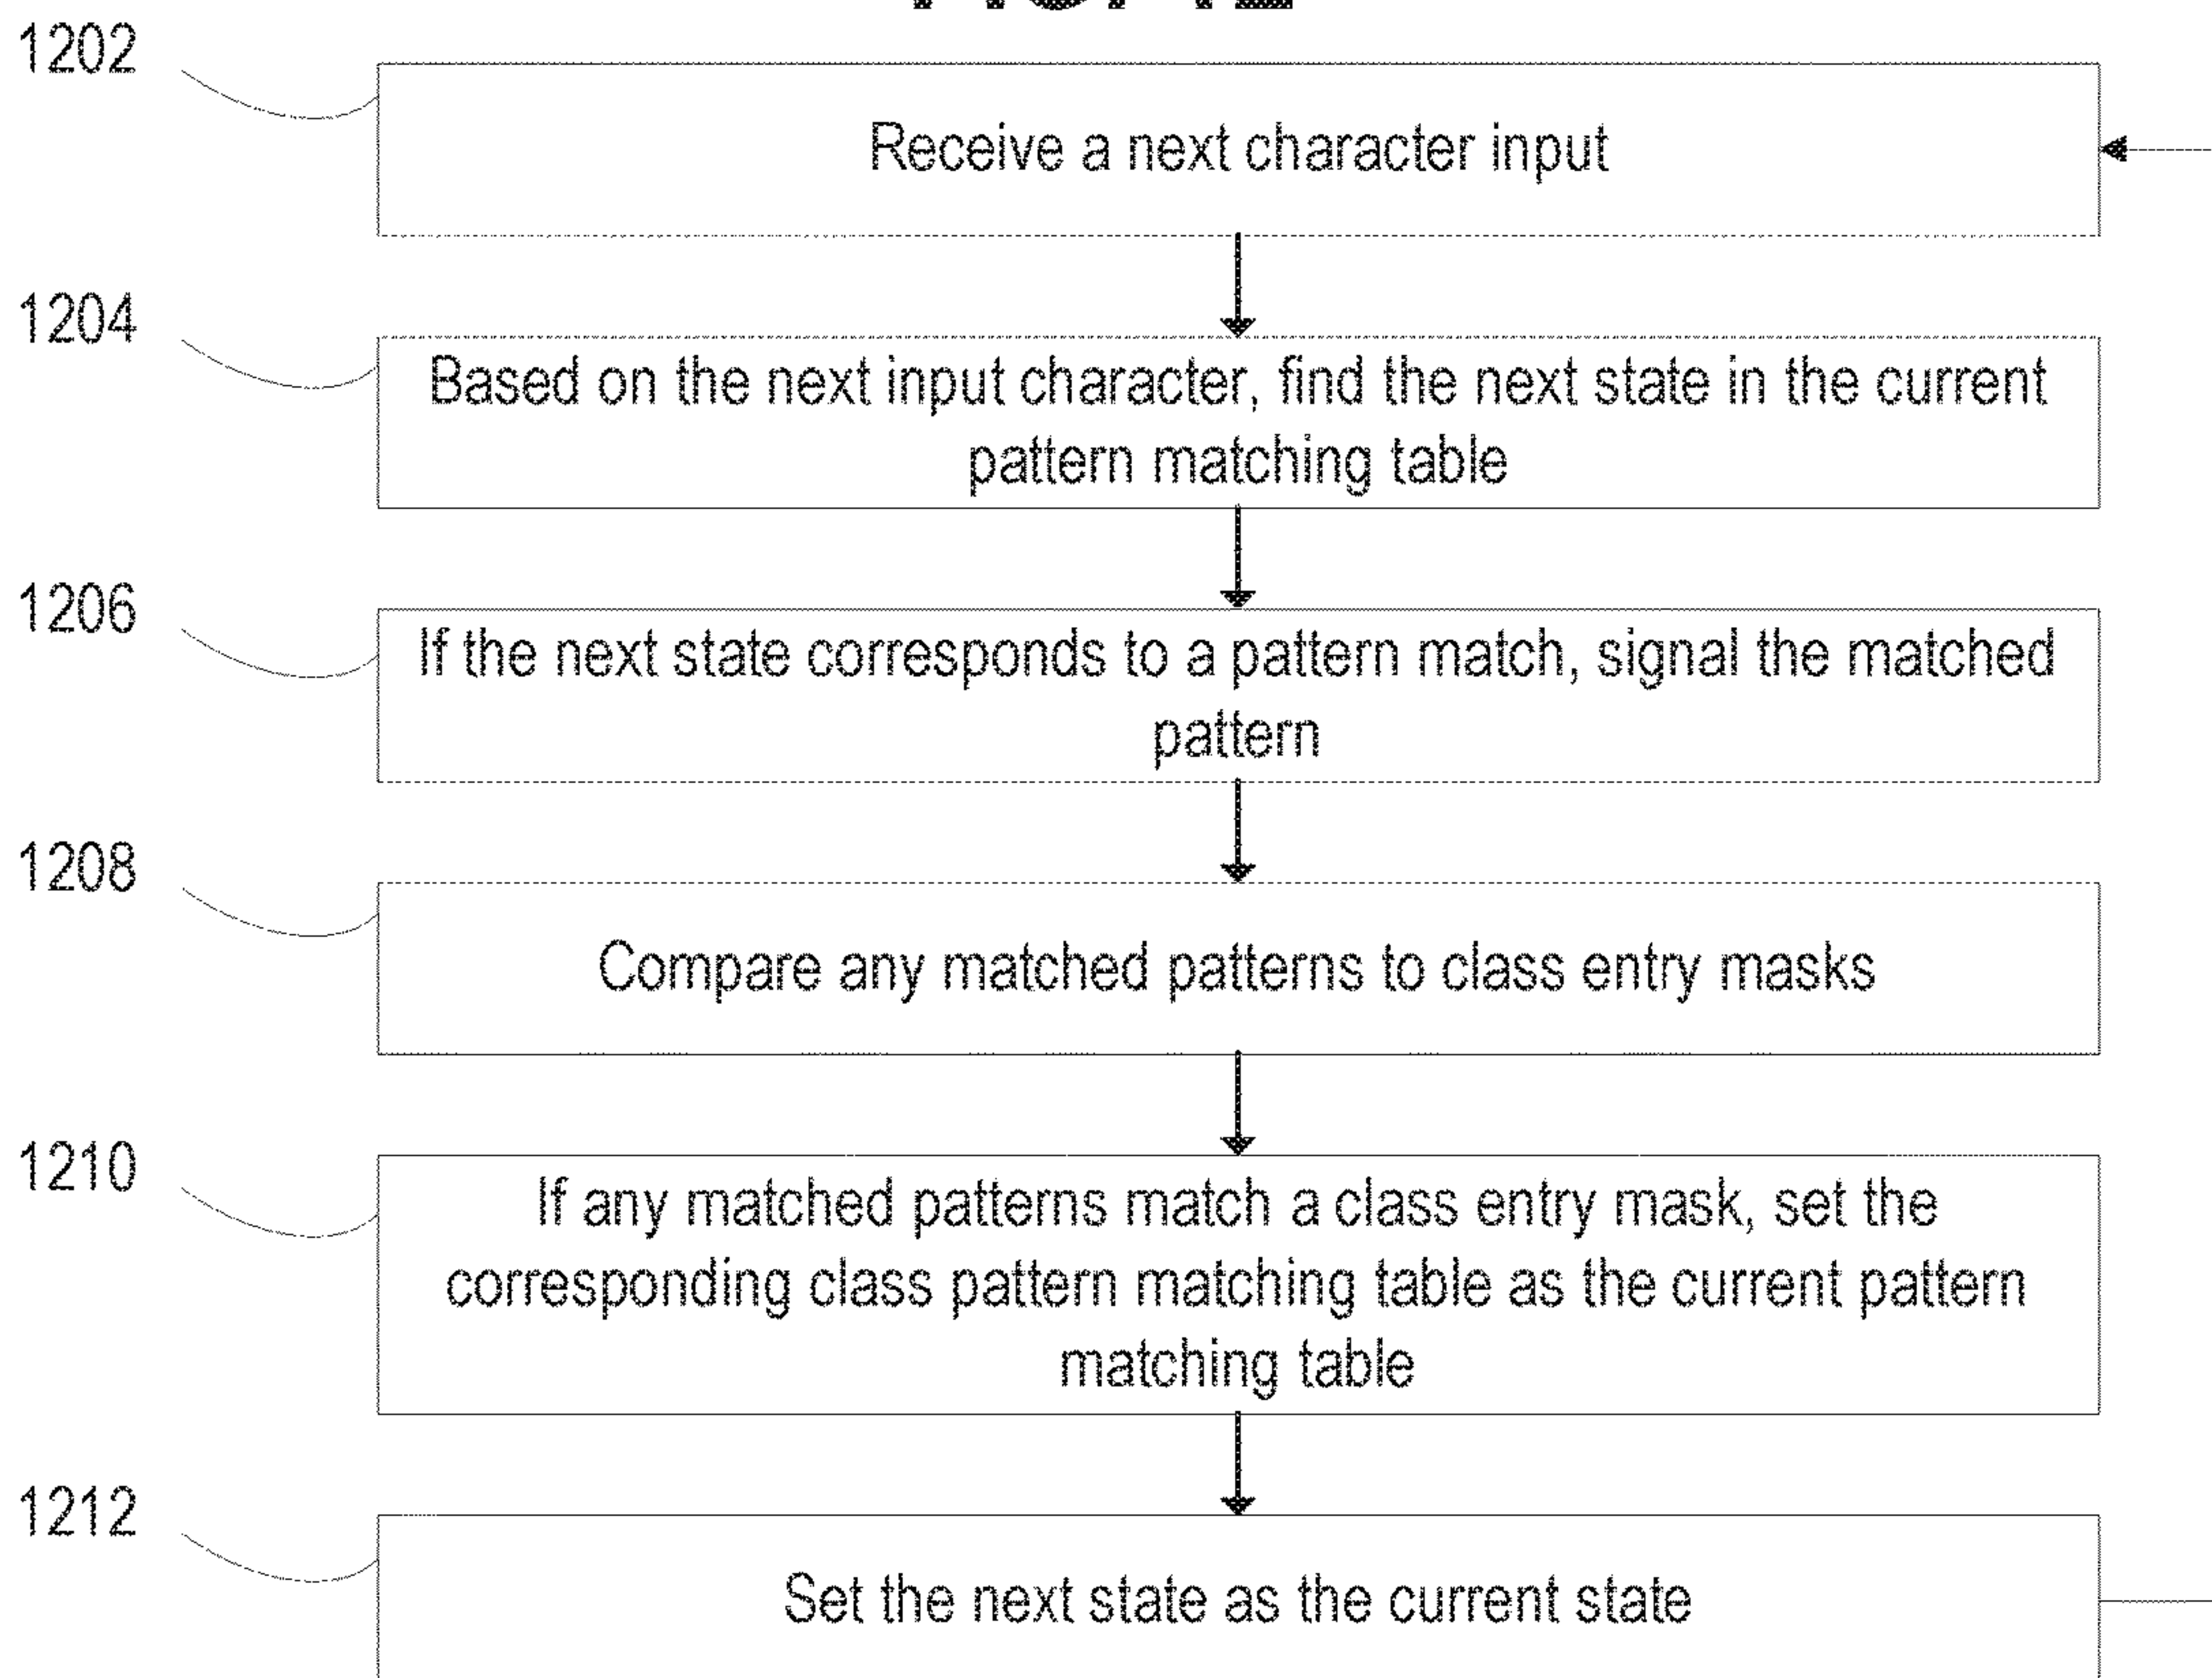 1202
Receive a next character input
1204
Based on the next input character, find the next state in the current
pattern matching table
1206
If the next state corresponds to a pattern match, signal the matched
pattern
1208
Compare any matched patterns to class entry masks
1210
If any matched patterns match a class entry mask, set the
corresponding class pattern matching table as the current pattern
matching table
1212
Set the next state as the current state